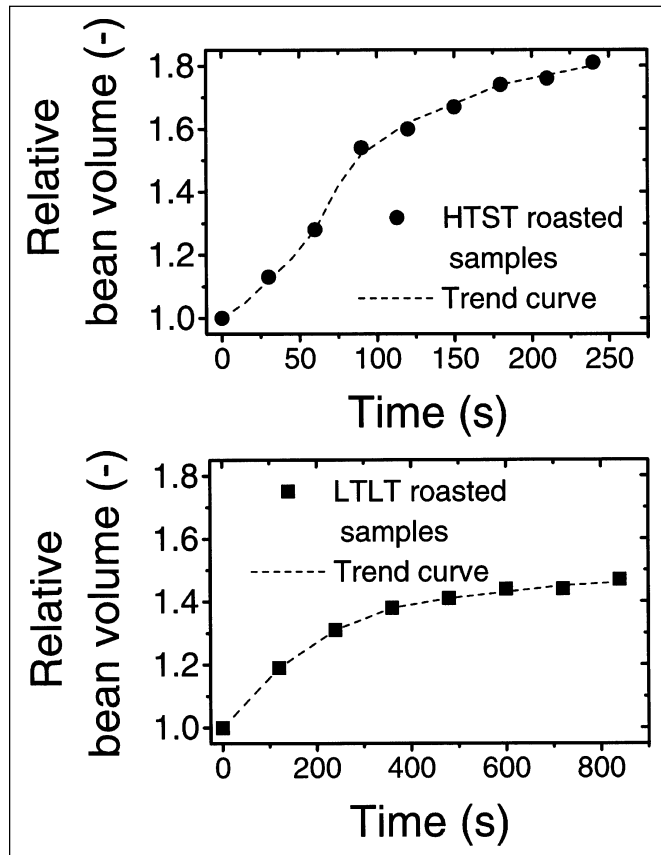 Relative
bean volume (-)
1.8
1.6
1.4
1.2
1.0
HTST roasted
samples
Trend curve
0 50 100 150 200 250
Time (s)
Relative
bean volume (-)
1.8
1.6
1.4
1.2
1.0
LTLT roasted
samples
Trend curve
0 200 400 600 800
Time (s)